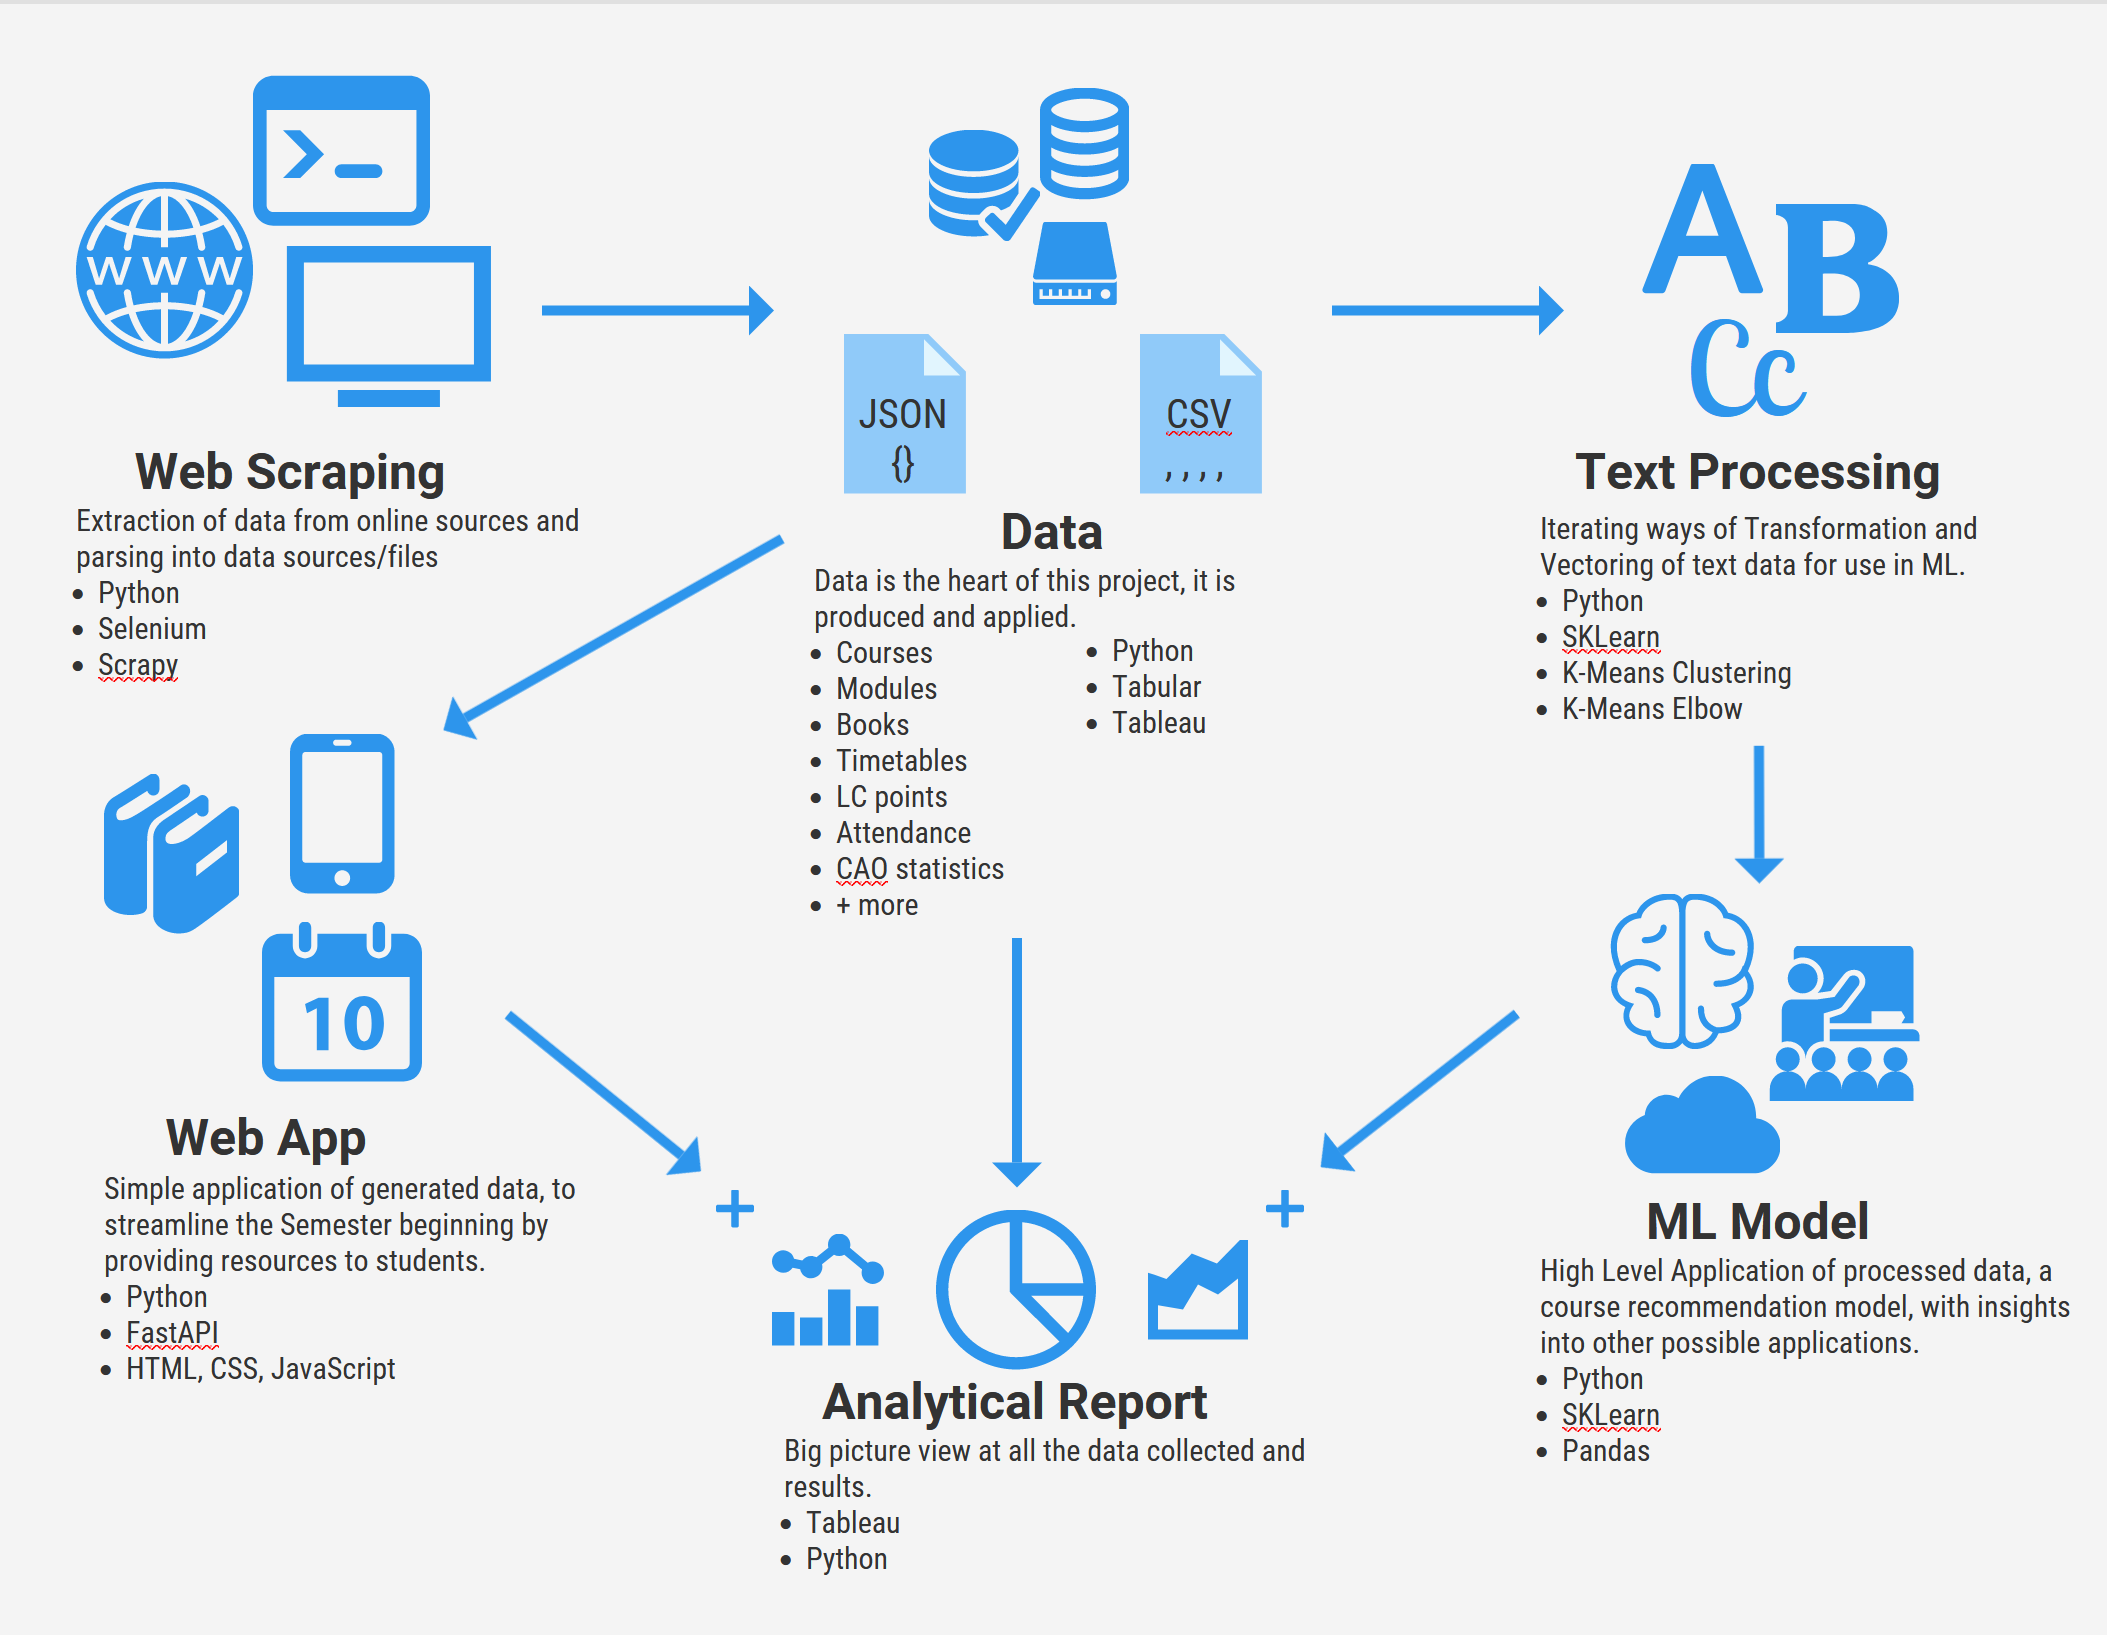 WWW
Web Scraping
Extraction of data from online sources and
parsing into data sources/files
• Python
• Selenium
• Scrapy
JSON
{}
CSV
, , , ,
Data
Data is the heart of this project, it is
produced and applied.
• Courses
• Modules
• Books
• Timetables
• LC points
• Attendance
• CAO statistics
• + more
• Python
• Tabular
• Tableau
A
B
Cc
Text Processing
Iterating ways of Transformation and
Vectoring of text data for use in ML.
• Python
• SKLearn
• K-Means Clustering
• K-Means Elbow
10
Web App
Simple application of generated data, to
streamline the Semester beginning by
providing resources to students.
• Python
• FastAPI
• HTML, CSS, JavaScript
+
+
Analytical Report
Big picture view at all the data collected and
results.
• Tableau
• Python
ML Model
High Level Application of processed data, a
course recommendation model, with insights
into other possible applications.
• Python
• SKLearn
• Pandas